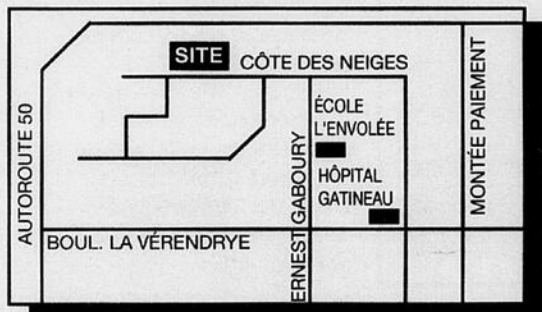 SITE
CÔTE DES NEIGES
AUTOROUTE 50
ÉCOLE
L'ENVOLÉE
HÔPITAL
GATINEAU
ERNEST GABOURY
MONTÉE PAIEMENT
BOUL. LA VÉRENDRYE